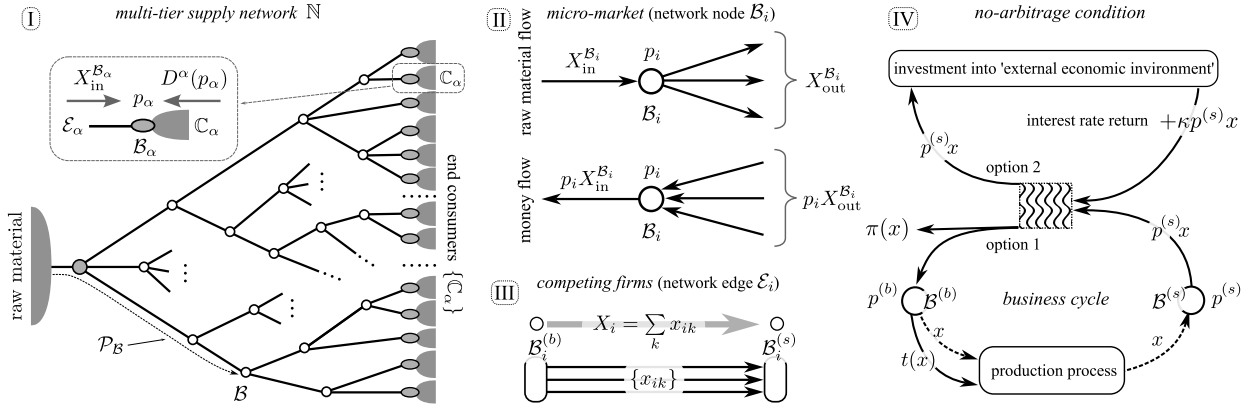 I
multi-tier supply network ℕ
X_in^{ℬ_α}
D^α(p_α)
p_α
ℰ_α
ℬ_α
ℂ_α
ℂ_α
raw material
𝒫_ℬ
ℬ
end consumers {ℂ_α}
II
micro-market (network node ℬ_i)
raw material flow
X_in^{ℬ_i}
p_i
ℬ_i
X_out^{ℬ_i}
money flow
p_i X_in^{ℬ_i}
p_i
ℬ_i
p_i X_out^{ℬ_i}
III
competing firms (network edge ℰ_i)
X_i = ∑_k x_ik
ℬ_i^{(b)}
ℬ_i^{(s)}
{x_ik}
IV
no-arbitrage condition
investment into 'external economic invironment'
interest rate return +κp^{(s)}x
p^{(s)}x
option 2
π(x)
option 1
p^{(s)}x
p^{(b)}
ℬ^{(b)}
business cycle
ℬ^{(s)}
p^{(s)}
x
x
t(x)
production process